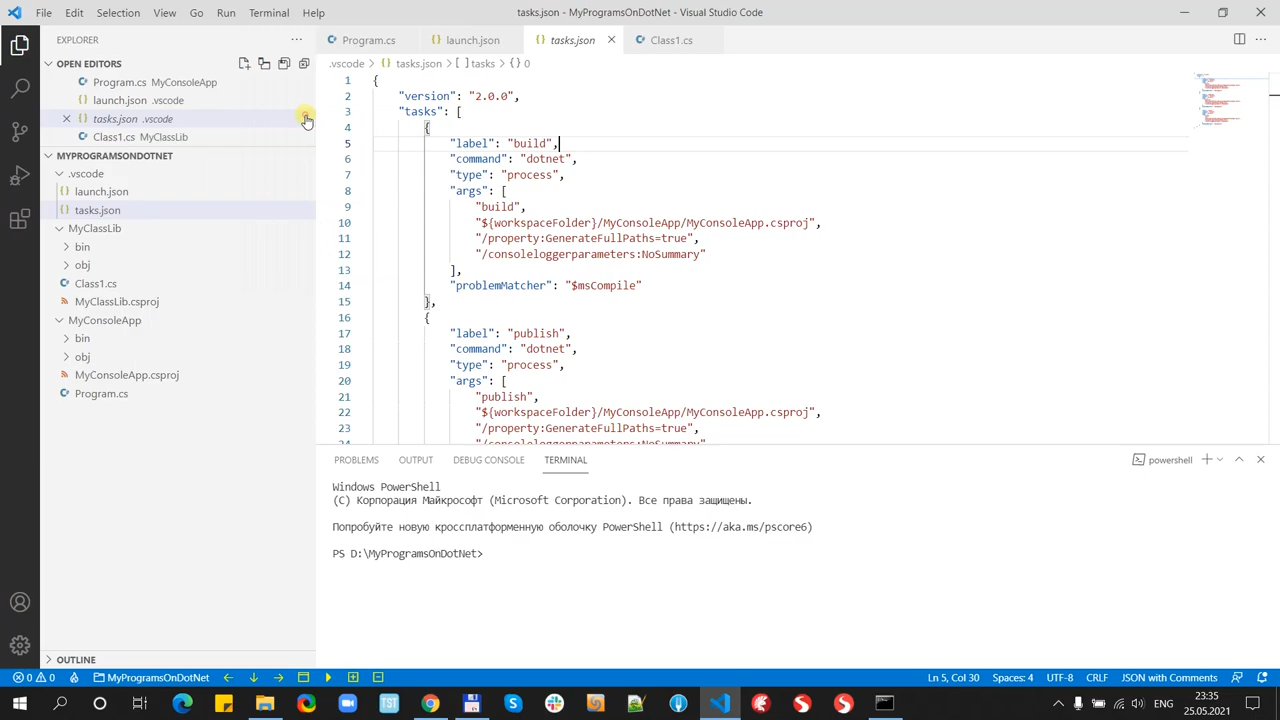 File Edit Selection View Go Run Terminal Help
tasks.json - MyProgramsOnDotNet - Visual Studio Code
EXPLORER
OPEN EDITORS
Program.cs MyConsoleApp
launch.json .vscode
tasks.json .vscode
Class1.cs MyClassLib
MYPROGRAMSONDOTNET
.vscode
launch.json
tasks.json
MyClassLib
bin
obj
Class1.cs
MyClassLib.csproj
MyConsoleApp
bin
obj
MyConsoleApp.csproj
Program.cs
OUTLINE
Program.cs
launch.json
tasks.json
Class1.cs
.vscode > tasks.json > [ ] tasks > {} 0
1 {
2 "version": "2.0.0",
3 "tasks": [
4 {
5 "label": "build",
6 "command": "dotnet",
7 "type": "process",
8 "args": [
9 "build",
10 "${workspaceFolder}/MyConsoleApp/MyConsoleApp.csproj",
11 "/property:GenerateFullPaths=true",
12 "/consoleloggerparameters:NoSummary"
13 ],
14 "problemMatcher": "$msCompile"
15 },
16 {
17 "label": "publish",
18 "command": "dotnet",
19 "type": "process",
20 "args": [
21 "publish",
22 "${workspaceFolder}/MyConsoleApp/MyConsoleApp.csproj",
23 "/property:GenerateFullPaths=true",
24 "/consoleloggerparameters:NoSummary"
PROBLEMS OUTPUT DEBUG CONSOLE TERMINAL
powershell
Windows PowerShell
(C) Корпорация Майкрософт (Microsoft Corporation). Все права защищены.
Попробуйте новую кроссплатформенную оболочку PowerShell (https://aka.ms/pscore6)
PS D:\MyProgramsOnDotNet>
0 0 MyProgramsOnDotNet
Ln 5, Col 30 Spaces: 4 UTF-8 CRLF JSON with Comments
TST
ENG
23:35
25.05.2021